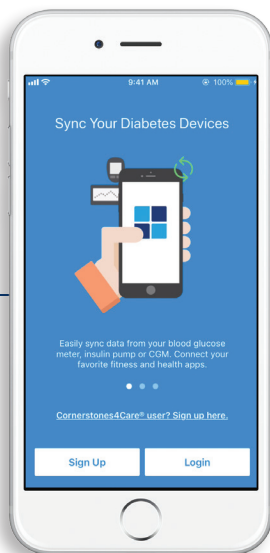 9:41 AM
100%
Sync Your Diabetes Devices
Easily sync data from your blood glucose
meter, insulin pump or CGM. Connect your
favorite fitness and health apps.
Cornerstones4Care® user? Sign up here.
Sign Up
Login